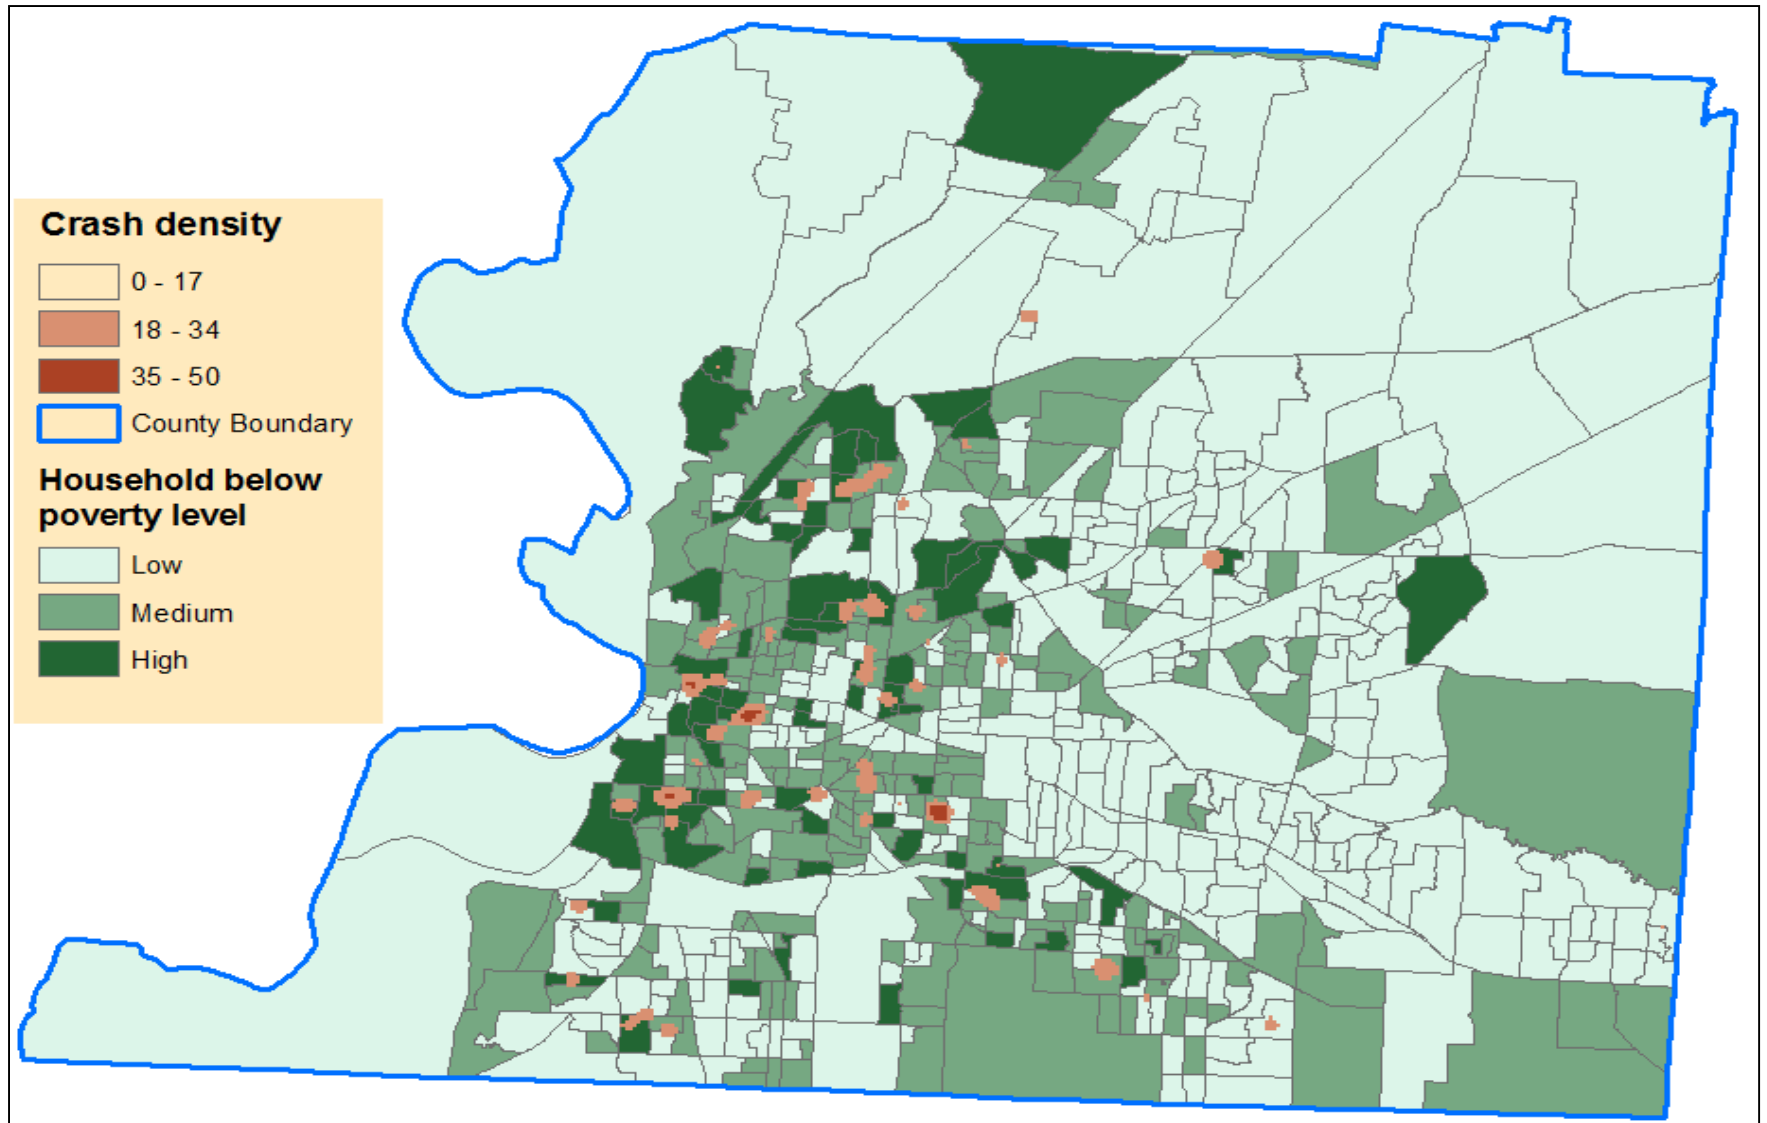 Crash density
0 - 17
18 - 34
35 - 50
County Boundary
Household below
poverty level
Low
Medium
High